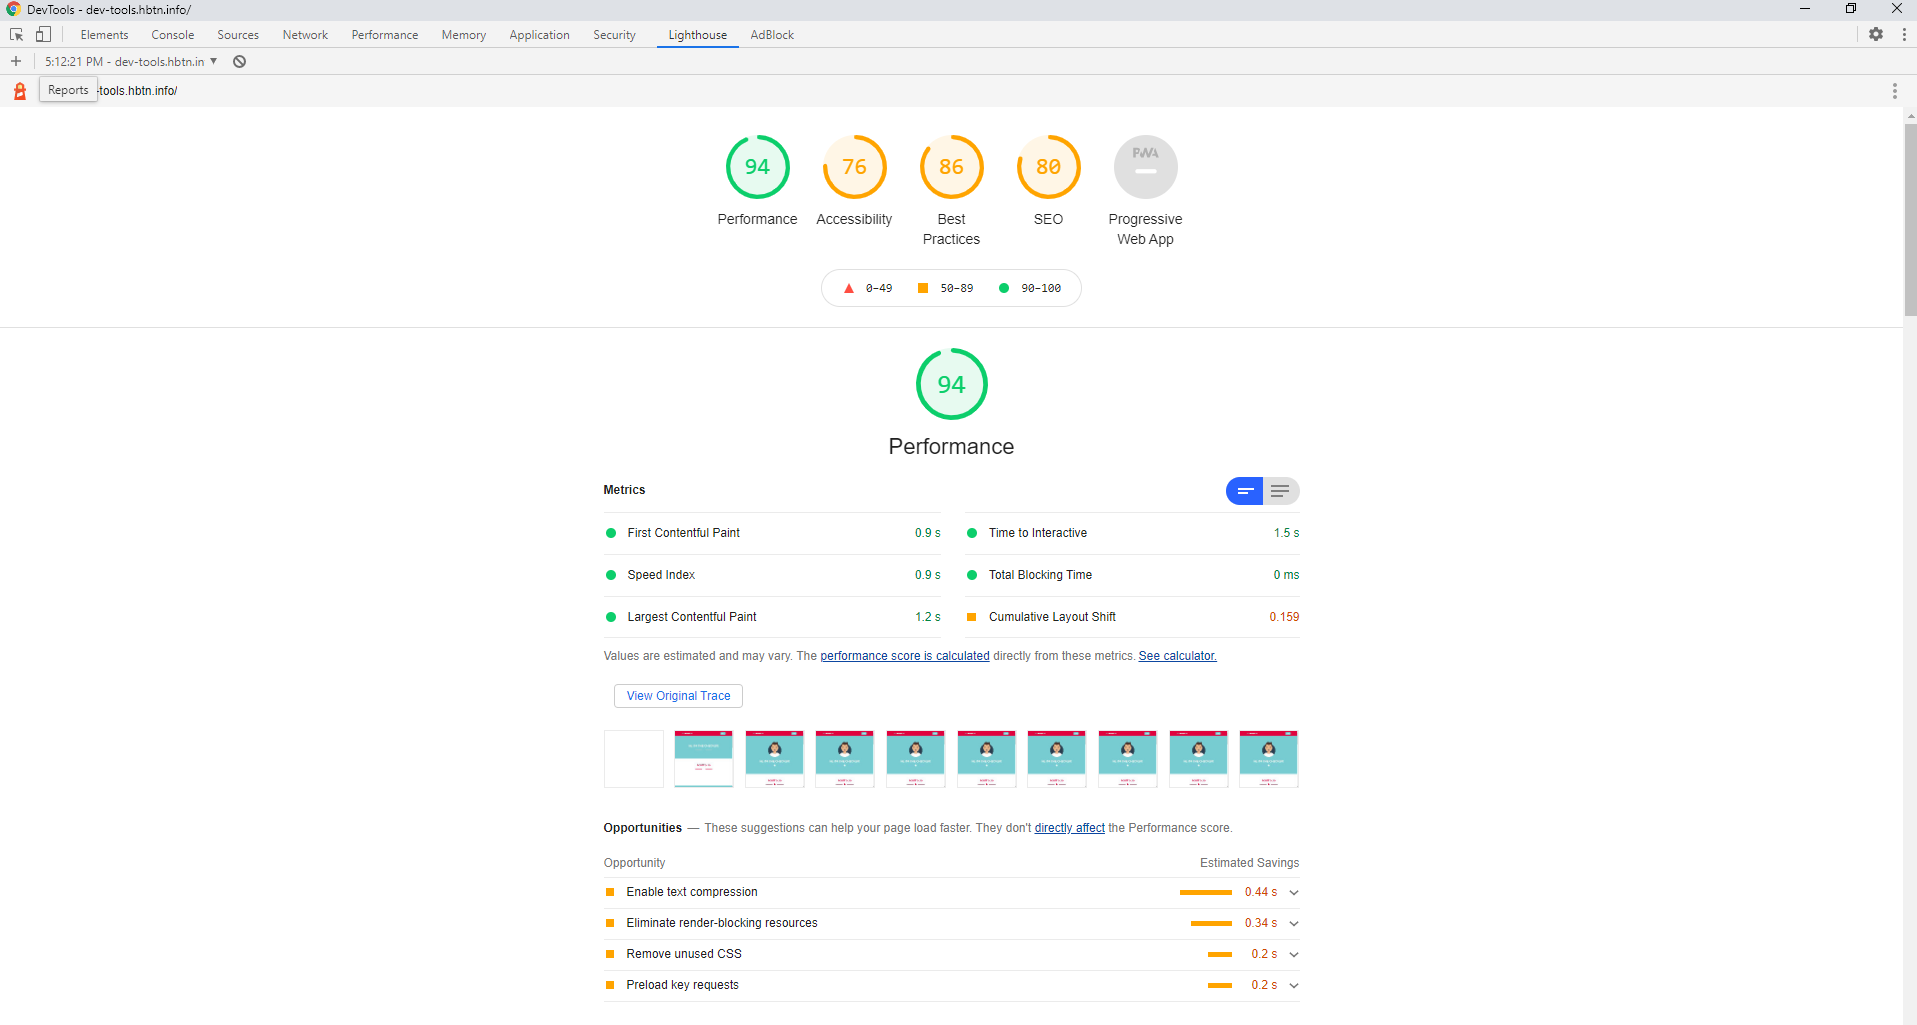 DevTools - dev-tools.hbtn.info/
Elements Console Sources Network Performance Memory Application Security Lighthouse AdBlock
5:12:21 PM - dev-tools.hbtn.in
Reports -tools.hbtn.info/
94 76 86 80 PWA
Performance Accessibility Best Practices SEO Progressive Web App
0–49 50–89 90–100
94
Performance
Metrics
First Contentful Paint 0.9 s Time to Interactive 1.5 s
Speed Index 0.9 s Total Blocking Time 0 ms
Largest Contentful Paint 1.2 s Cumulative Layout Shift 0.159
Values are estimated and may vary. The performance score is calculated directly from these metrics. See calculator.
View Original Trace
Opportunities — These suggestions can help your page load faster. They don't directly affect the Performance score.
Opportunity Estimated Savings
Enable text compression 0.44 s
Eliminate render-blocking resources 0.34 s
Remove unused CSS 0.2 s
Preload key requests 0.2 s